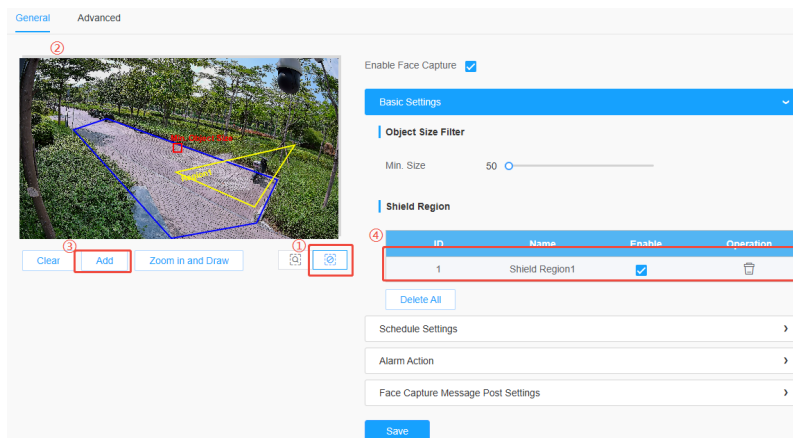 General Advanced
②
Enable Face Capture
Basic Settings
Object Size Filter
Min. Size 50
Shield Region
③ ① ④
ID Name Enable Operation
Clear Add Zoom in and Draw
1 Shield Region1
Delete All
Schedule Settings
Alarm Action
Face Capture Message Post Settings
Save